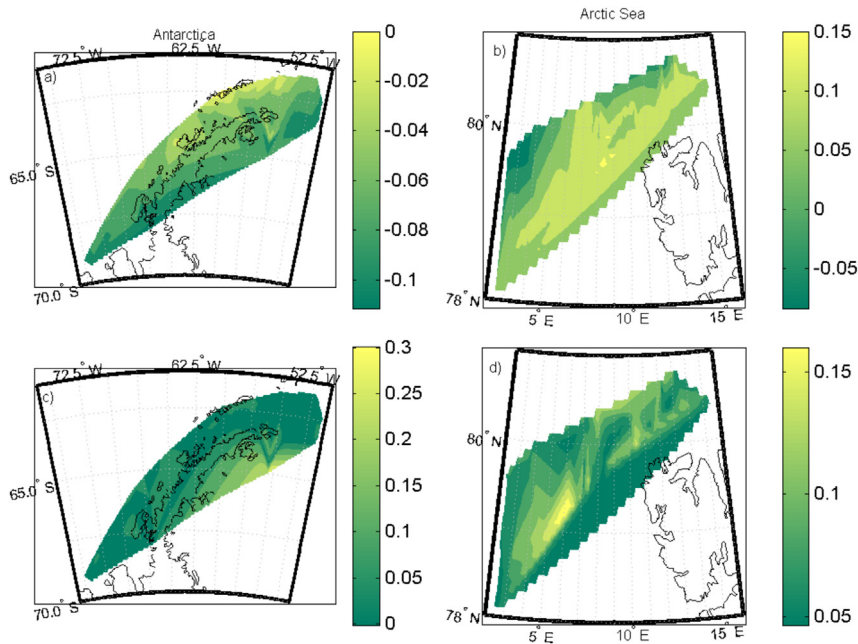 Antarctica
a)
72.5° W
62.5° W
52.5° W
65.0° S
70.0° S
0
-0.02
-0.04
-0.06
-0.08
-0.1
Arctic Sea
b)
80°N
78°N
5°E
10°E
15°E
0.15
0.1
0.05
0
-0.05
c)
72.5° W
62.5° W
52.5° W
65.0° S
70.0° S
0.3
0.25
0.2
0.15
0.1
0.05
0
d)
80°N
78°N
5°E
10°E
15°E
0.15
0.1
0.05